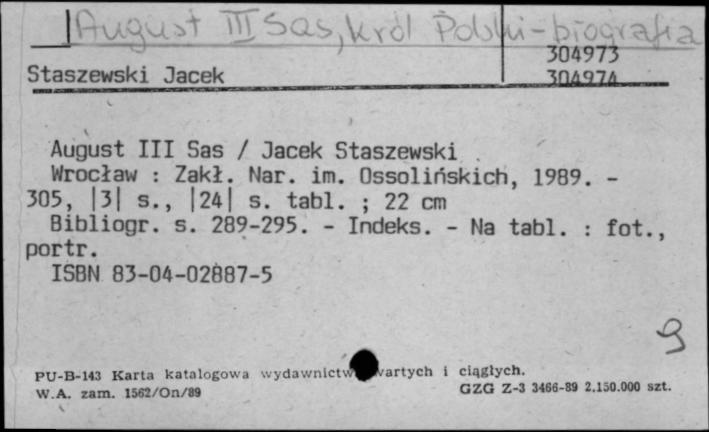 August III Sas, król Polski - biografia
304973
Staszewski Jacek
304974
August III Sas / Jacek Staszewski
Wrocław : Zakł. Nar. im. Ossolińskich, 1989. -
305, |3| s., |24| s. tabl. ; 22 cm
Bibliogr. s. 289-295. - Indeks. - Na tabl. : fot.,
portr.
ISBN 83-04-02887-5
PU-B-143 Karta katalogowa i ciągłych.
W.A. zam. 1562/On/89
GZG Z-3 3466-89 2.150.000 szt.